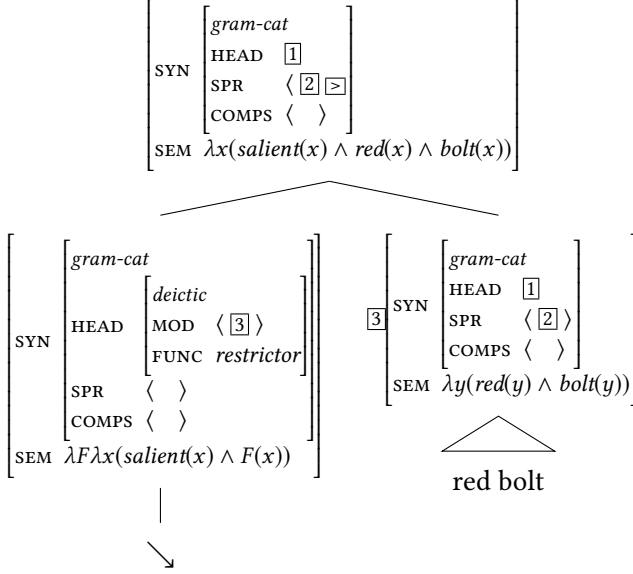 gram-cat
HEAD [1]
SYN
SPR ⟨ [2] [>]
COMPS ⟨ ⟩
SEM λx(salient(x) ∧ red(x) ∧ bolt(x))
gram-cat
deictic
HEAD MOD ⟨ [3] ⟩
SYN
FUNC restrictor
SPR ⟨ ⟩
COMPS ⟨ ⟩
SEM λFλx(salient(x) ∧ F(x))
↘
gram-cat
HEAD [1]
[3] SYN
SPR ⟨ [2] ⟩
COMPS ⟨ ⟩
SEM λy(red(y) ∧ bolt(y))
red bolt